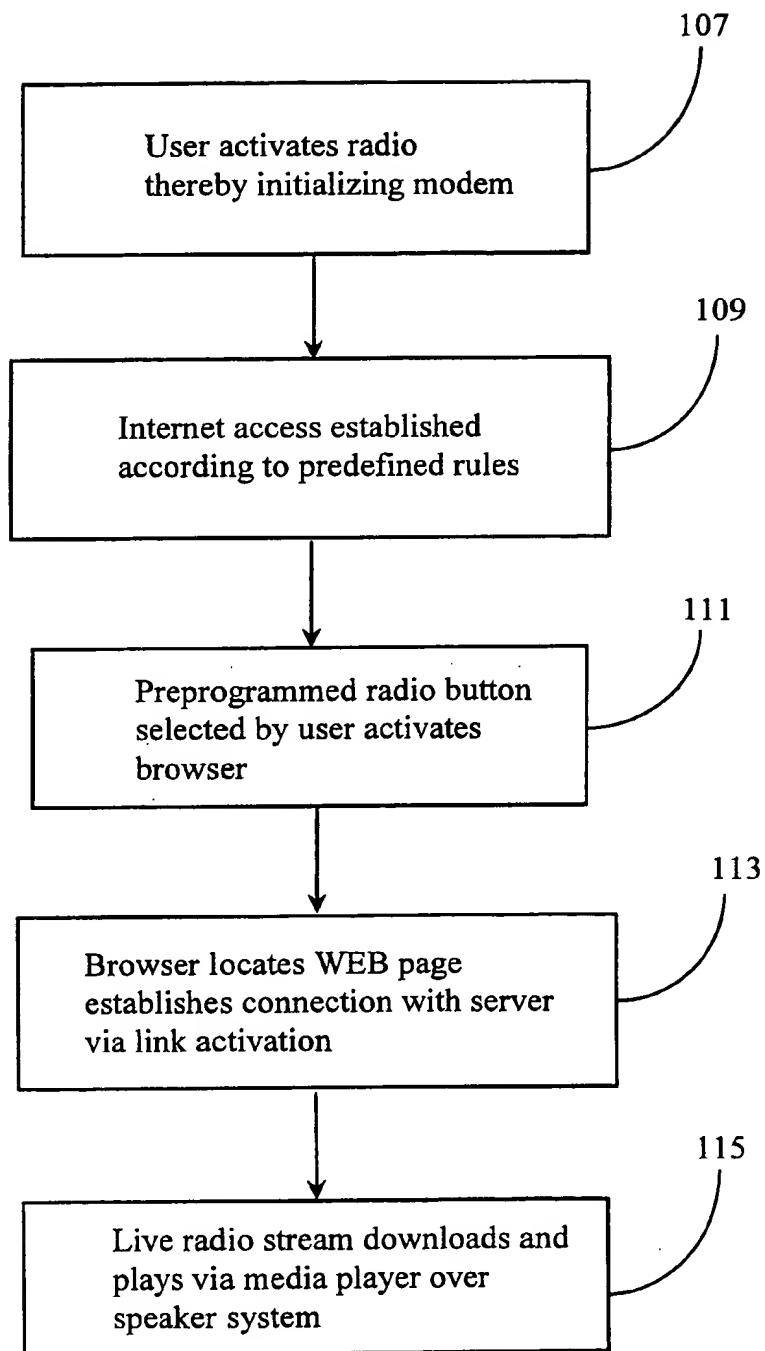 107
User activates radio
thereby initializing modem
109
Internet access established
according to predefined rules
111
Preprogrammed radio button
selected by user activates
browser
113
Browser locates WEB page
establishes connection with server
via link activation
115
Live radio stream downloads and
plays via media player over
speaker system